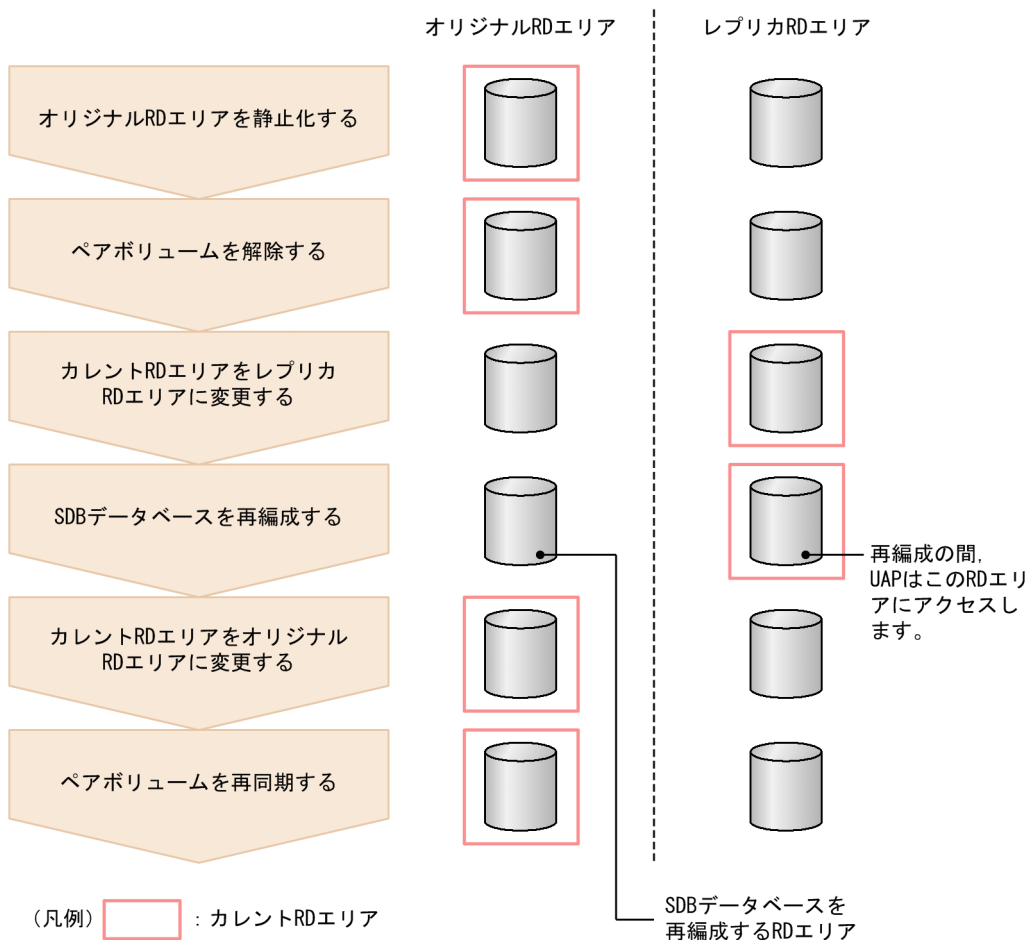 オリジナルRDエリア
レプリカRDエリア
オリジナルRDエリアを静止化する
ペアボリュームを解除する
カレントRDエリアをレプリカ
RDエリアに変更する
SDBデータベースを再編成する
再編成の間，
UAPはこのRDエリ
アにアクセスし
ます。
カレントRDエリアをオリジナル
RDエリアに変更する
ペアボリュームを再同期する
SDBデータベースを
再編成するRDエリア
（凡例）
：カレントRDエリア